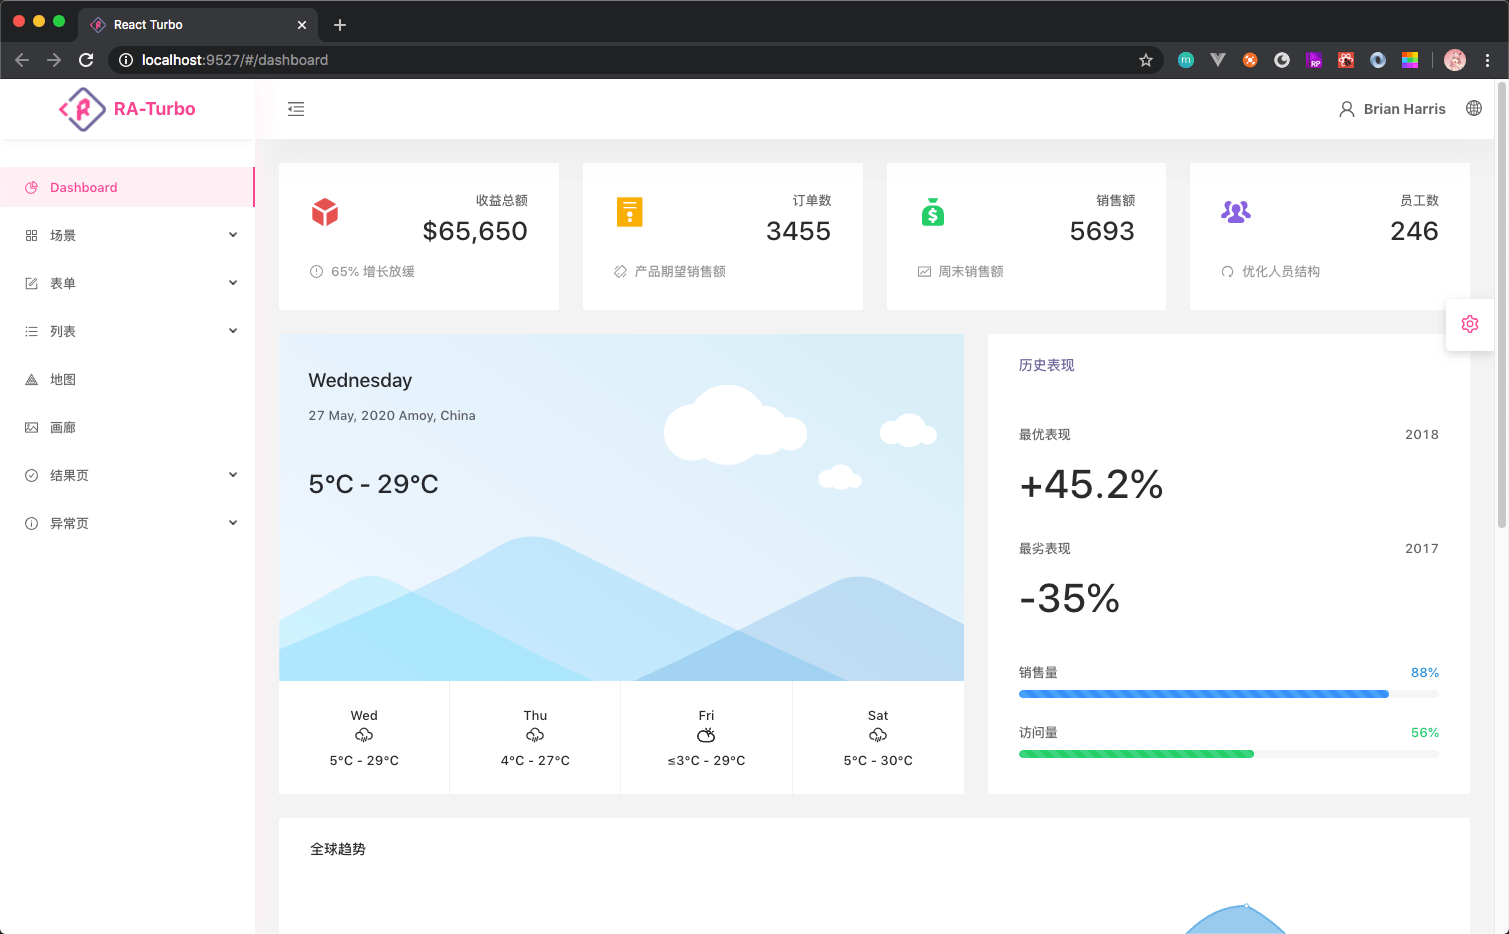 React Turbo
localhost:9527/#/dashboard
RA-Turbo
Brian Harris
Dashboard
场景
表单
列表
地图
画廊
结果页
异常页
收益总额
$65,650
65% 增长放缓
订单数
3455
产品期望销售额
销售额
5693
周末销售额
员工数
246
优化人员结构
Wednesday
27 May, 2020 Amoy, China
5°C - 29°C
Wed
5°C - 29°C
Thu
4°C - 27°C
Fri
≤3°C - 29°C
Sat
5°C - 30°C
历史表现
最优表现 2018
+45.2%
最劣表现 2017
-35%
销售量 88%
访问量 56%
全球趋势